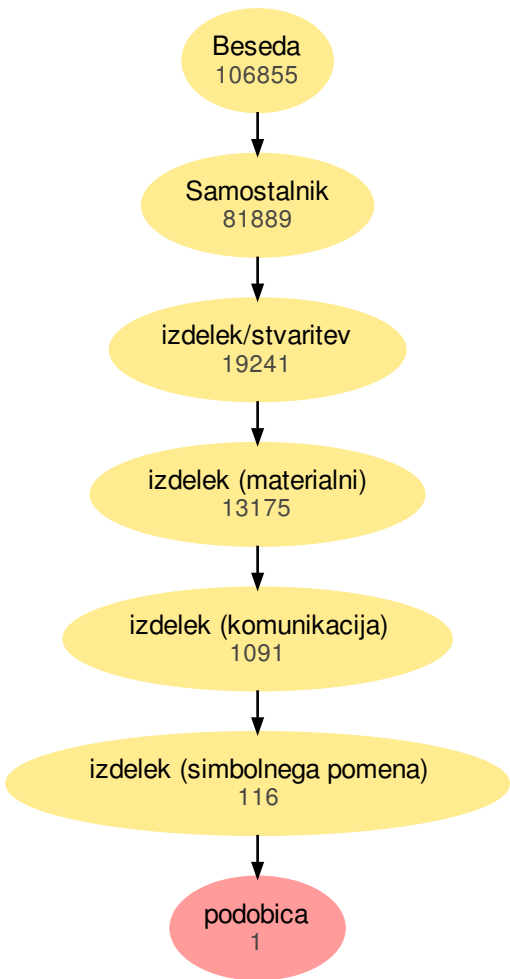 Beseda
106855
Samostalnik
81889
izdelek/stvaritev
19241
izdelek (materialni)
13175
izdelek (komunikacija)
1091
izdelek (simbolnega pomena)
116
podobica
1